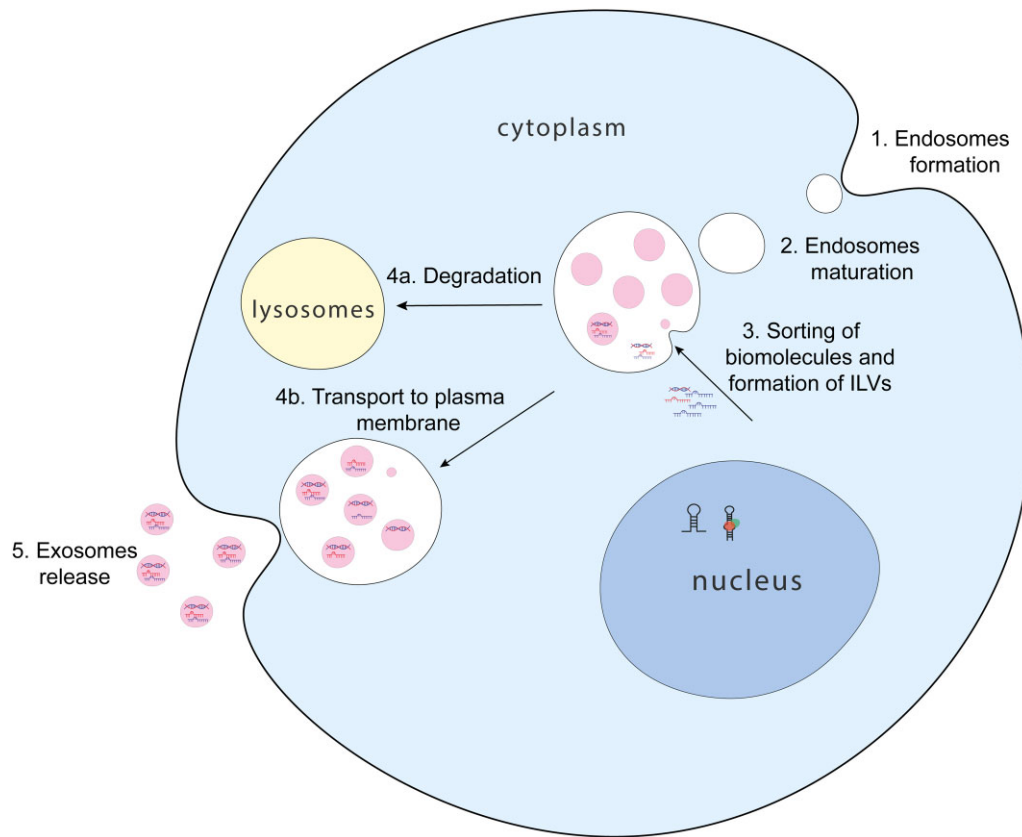 cytoplasm
1. Endosomes
formation
2. Endosomes
maturation
4a. Degradation
lysosomes
3. Sorting of
biomolecules and
formation of ILVs
4b. Transport to plasma
membrane
5. Exosomes
release
nucleus